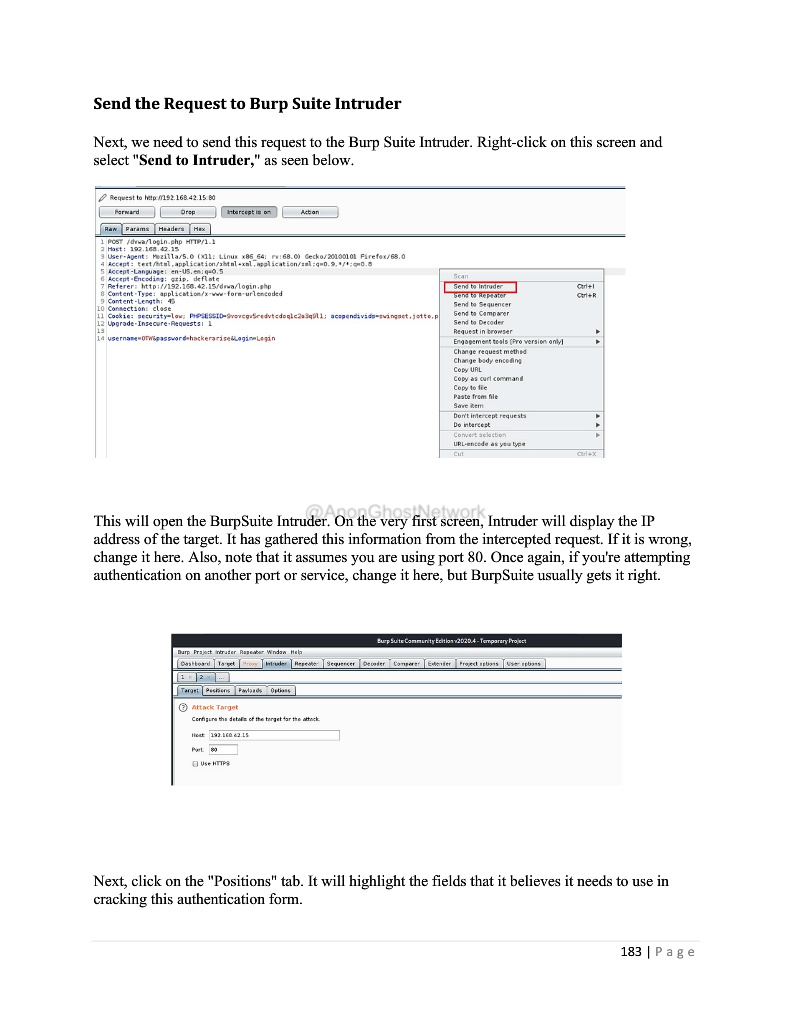 Send the Request to Burp Suite Intruder
Next, we need to send this request to the Burp Suite Intruder. Right-click on this screen and
select "Send to Intruder," as seen below.
Request to http://192.168.42.15:80
Forward Drop Intercept is on Action
Raw Params Headers Hex
1 POST /dvwa/login.php HTTP/1.1
2 Host: 192.168.42.15
3 User-Agent: Mozilla/5.0 (X11; Linux x86_64; rv:68.0) Gecko/20100101 Firefox/68.0
4 Accept: text/html,application/xhtml+xml,application/xml;q=0.9,*/*;q=0.8
5 Accept-Language: en-US,en;q=0.5
6 Accept-Encoding: gzip, deflate
7 Referer: http://192.168.42.15/dvwa/login.php
8 Content-Type: application/x-www-form-urlencoded
9 Content-Length: 45
10 Connection: close
11 Cookie: security=low; acopendivids=swingset,jotto,p
12 Upgrade-Insecure-Requests: 1
13
14 username=OTW&password=hackersarise&Login=Login
Scan
Send to Intruder Ctrl+I
Send to Repeater Ctrl+R
Send to Sequencer
Send to Comparer
Send to Decoder
Request in browser
Engagement tools [Pro version only]
Change request method
Change body encoding
Copy URL
Copy as curl command
Copy to file
Paste from file
Save item
Don't intercept requests
Do intercept
Convert selection
URL-encode as you type
Cut Ctrl+X
@AnonGhostNetwork
This will open the BurpSuite Intruder. On the very first screen, Intruder will display the IP
address of the target. It has gathered this information from the intercepted request. If it is wrong,
change it here. Also, note that it assumes you are using port 80. Once again, if you're attempting
authentication on another port or service, change it here, but BurpSuite usually gets it right.
Burp Suite Community Edition v2020.4 - Temporary Project
Burp Project Intruder Repeater Window Help
Dashboard Target Proxy Intruder Repeater Sequencer Decoder Comparer Extender Project options User options
1 × 2 × ...
Target Positions Payloads Options
? Attack Target
Configure the details of the target for the attack.
Host: 192.168.42.15
Port: 80
Use HTTPS
Next, click on the "Positions" tab. It will highlight the fields that it believes it needs to use in
cracking this authentication form.
183 | Page